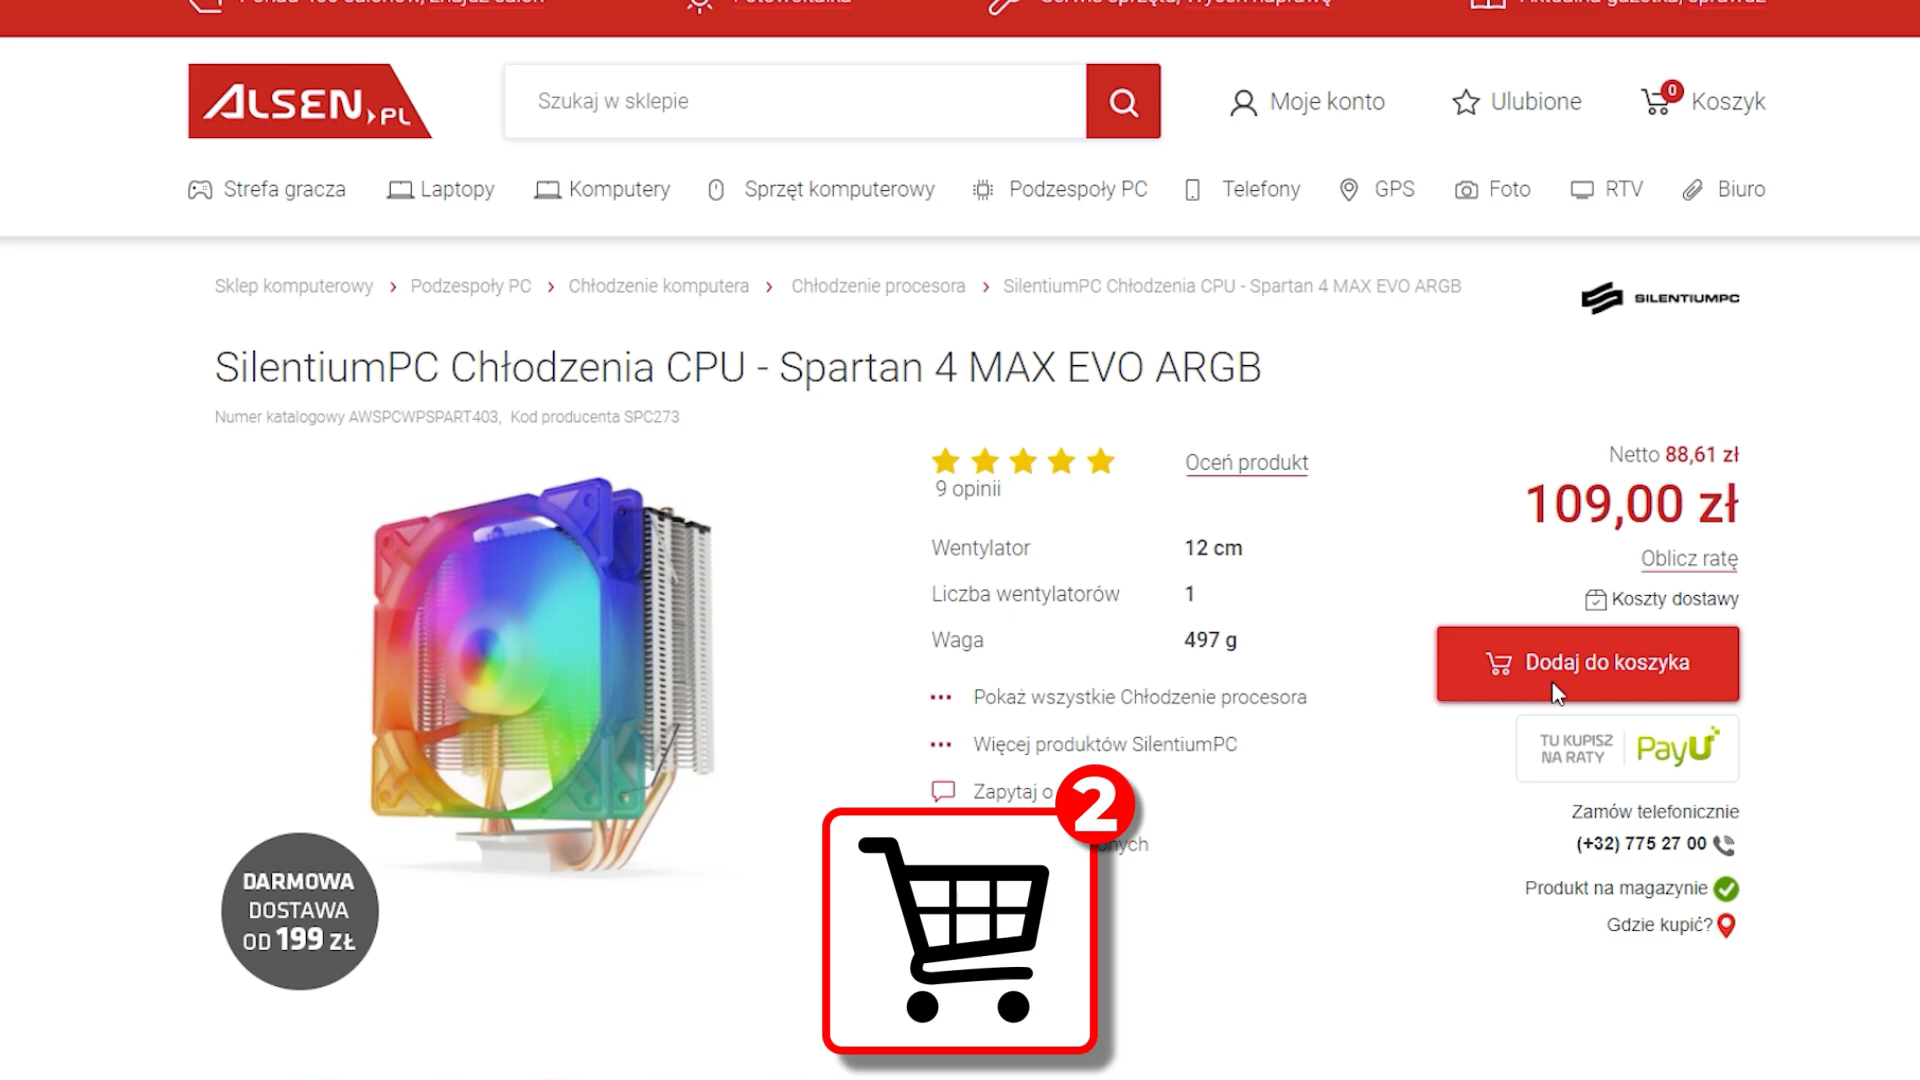 ALSEN.PL
Szukaj w sklepie
Moje konto
Ulubione
0
Koszyk
Strefa gracza
Laptopy
Komputery
Sprzęt komputerowy
Podzespoły PC
Telefony
GPS
Foto
RTV
Biuro
Sklep komputerowy
Podzespoły PC
Chłodzenie komputera
Chłodzenie procesora
SilentiumPC Chłodzenia CPU - Spartan 4 MAX EVO ARGB
SILENTIUMPC
SilentiumPC Chłodzenia CPU - Spartan 4 MAX EVO ARGB
Numer katalogowy AWSPCWPSPART403, Kod producenta SPC273
Oceń produkt
9 opinii
Wentylator 12 cm
Liczba wentylatorów 1
Waga 497 g
Pokaż wszystkie Chłodzenie procesora
Więcej produktów SilentiumPC
Zapytaj o
2
Netto 88,61 zł
109,00 zł
Oblicz ratę
Koszty dostawy
Dodaj do koszyka
TU KUPISZ
NA RATY
PayU
Zamów telefonicznie
(+32) 775 27 00
Produkt na magazynie
Gdzie kupić?
DARMOWA
DOSTAWA
OD 199 ZŁ